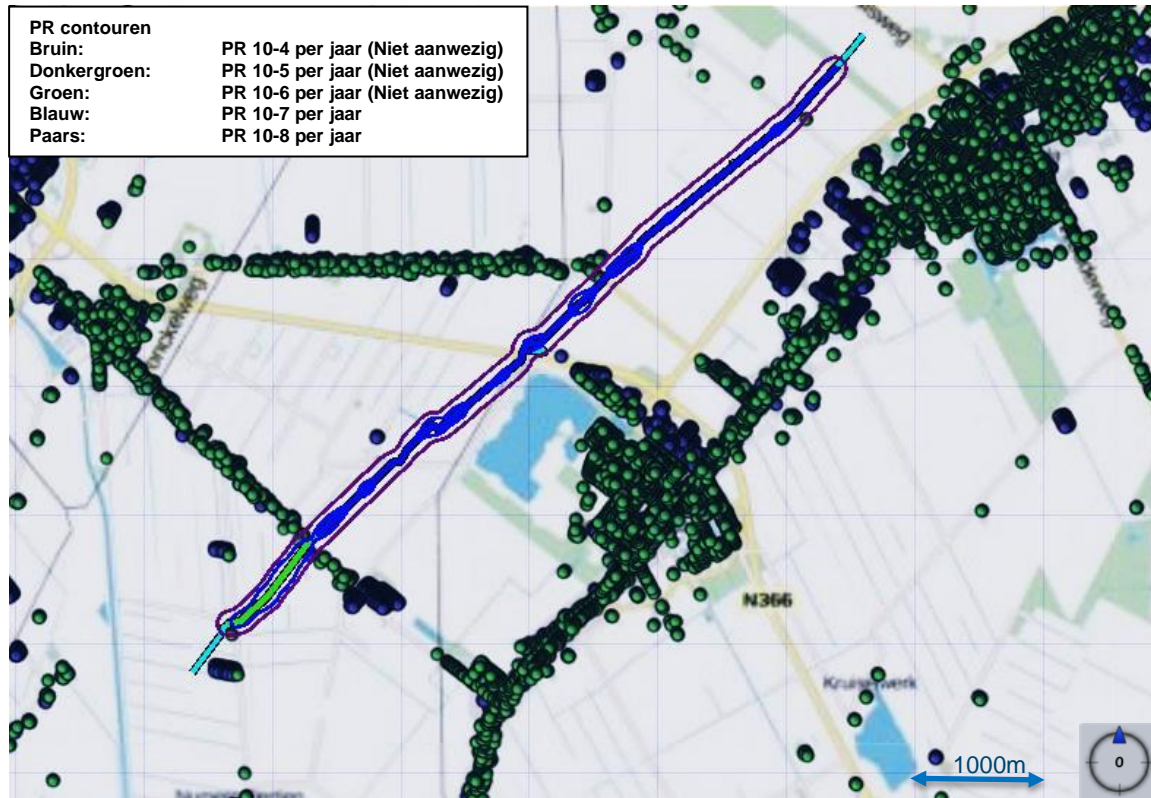 PR contouren
Bruin: PR 10-4 per jaar (Niet aanwezig)
Donkergroen: PR 10-5 per jaar (Niet aanwezig)
Groen: PR 10-6 per jaar (Niet aanwezig)
Blauw: PR 10-7 per jaar
Paars: PR 10-8 per jaar
N366
1000m
0